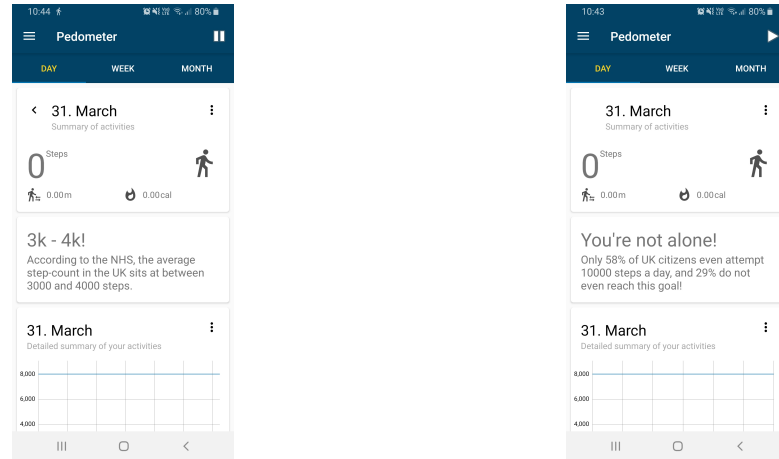 10:44
80%
Pedometer
DAY WEEK MONTH
31. March
Summary of activities
0 Steps
0.00m 0.00cal
3k - 4k!
According to the NHS, the average
step-count in the UK sits at between
3000 and 4000 steps.
31. March
Detailed summary of your activities
8,000
6,000
4,000
10:43
80%
Pedometer
DAY WEEK MONTH
31. March
Summary of activities
0 Steps
0.00m 0.00cal
You're not alone!
Only 58% of UK citizens even attempt
10000 steps a day, and 29% do not
even reach this goal!
31. March
Detailed summary of your activities
8,000
6,000
4,000